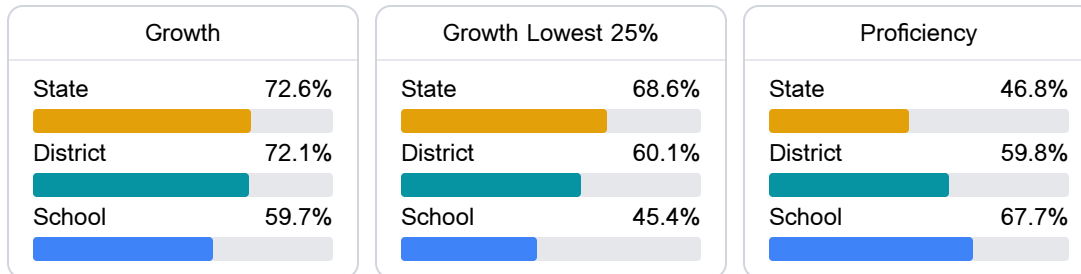 Growth
State 72.6%
District 72.1%
School 59.7%
Growth Lowest 25%
State 68.6%
District 60.1%
School 45.4%
Proficiency
State 46.8%
District 59.8%
School 67.7%